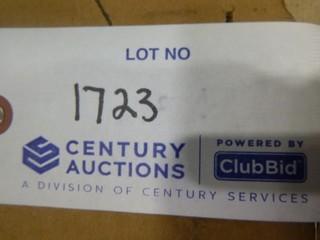 LOT NO
1723
CENTURY AUCTIONS
POWERED BY
ClubBid
A DIVISION OF CENTURY SERVICES